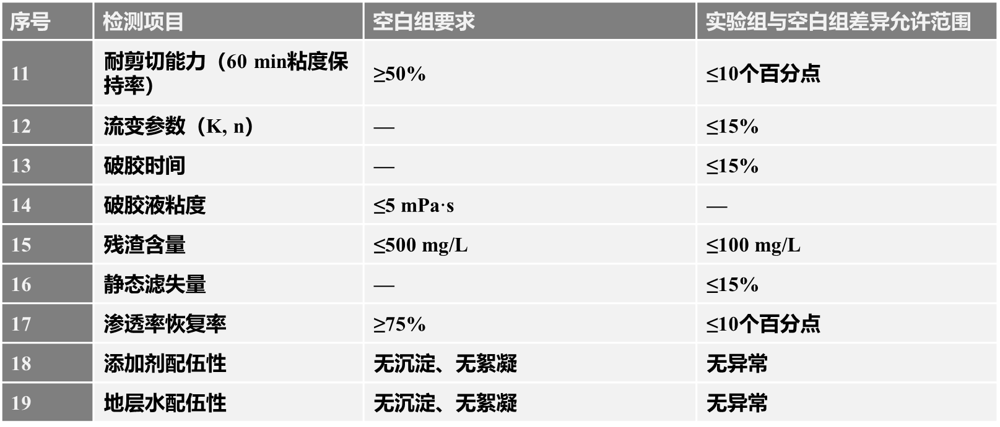 序号 检测项目 空白组要求 实验组与空白组差异允许范围
11 耐剪切能力（60 min粘度保
持率） ≥50% ≤10个百分点
12 流变参数（K, n） — ≤15%
13 破胶时间 — ≤15%
14 破胶液粘度 ≤5 mPa·s —
15 残渣含量 ≤500 mg/L ≤100 mg/L
16 静态滤失量 — ≤15%
17 渗透率恢复率 ≥75% ≤10个百分点
18 添加剂配伍性 无沉淀、无絮凝 无异常
19 地层水配伍性 无沉淀、无絮凝 无异常